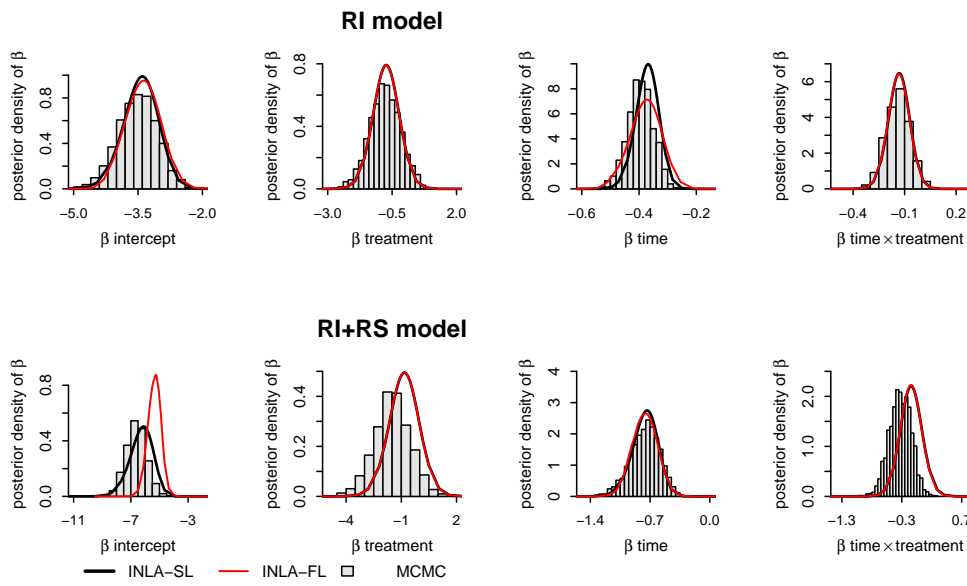 RI model
posterior density of β
0.0 0.4 0.8
−5.0 −3.5 −2.0
β intercept
posterior density of β
0.0 0.4 0.8
−3.0 −0.5 2.0
β treatment
posterior density of β
0 2 4 6 8
−0.6 −0.4 −0.2
β time
posterior density of β
0 2 4 6
−0.4 −0.1 0.2
β time × treatment
RI+RS model
posterior density of β
0.0 0.4 0.8
−11 −7 −3
β intercept
posterior density of β
0.0 0.2 0.4
−4 −1 2
β treatment
posterior density of β
0 1 2 3 4
−1.4 −0.7 0.0
β time
posterior density of β
0.0 1.0 2.0
−1.3 −0.3 0.7
β time × treatment
INLA−SL INLA−FL MCMC